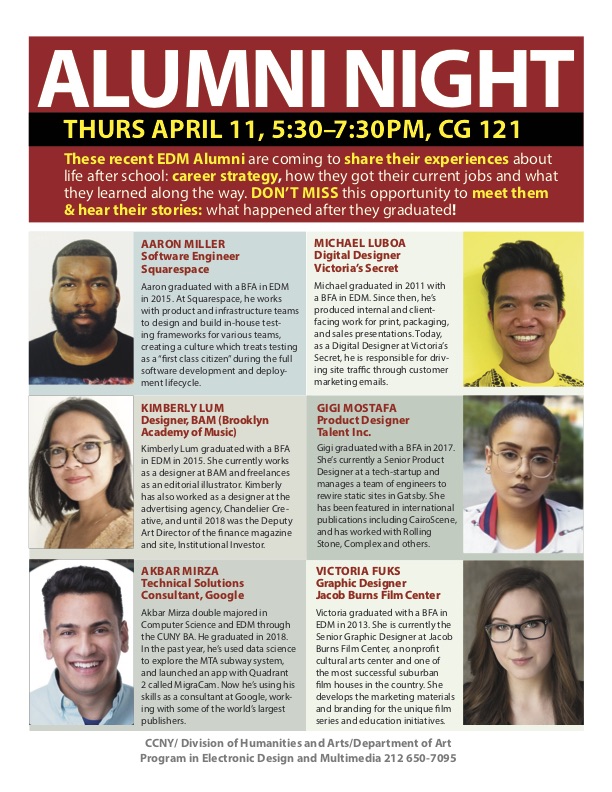 ALUMNI NIGHT
THURS APRIL 11, 5:30–7:30PM, CG 121
These recent EDM Alumni are coming to share their experiences about
life after school: career strategy, how they got their current jobs and what
they learned along the way. DON'T MISS this opportunity to meet them
& hear their stories: what happened after they graduated!
AARON MILLER
Software Engineer
Squarespace
Aaron graduated with a BFA in EDM
in 2015. At Squarespace, he works
with product and infrastructure teams
to design and build in-house test-
ing frameworks for various teams,
creating a culture which treats testing
as a "first class citizen" during the full
software development and deploy-
ment lifecycle.
MICHAEL LUBOA
Digital Designer
Victoria's Secret
Michael graduated in 2011 with
a BFA in EDM. Since then, he's
produced internal and client-
facing work for print, packaging,
and sales presentations. Today,
as a Digital Designer at Victoria's
Secret, he is responsible for driv-
ing site traffic through customer
marketing emails.
KIMBERLY LUM
Designer, BAM (Brooklyn
Academy of Music)
Kimberly Lum graduated with a BFA
in EDM in 2015. She currently works
as a designer at BAM and freelances
as an editorial illustrator. Kimberly
has also worked as a designer at the
advertising agency, Chandelier Cre-
ative, and until 2018 was the Deputy
Art Director of the finance magazine
and site, Institutional Investor.
GIGI MOSTAFA
Product Designer
Talent Inc.
Gigi graduated with a BFA in 2017.
She's currently a Senior Product
Designer at a tech-startup and
manages a team of engineers to
rewire static sites in Gatsby. She
has been featured in international
publications including CairoScene,
and has worked with Rolling
Stone, Complex and others.
AKBAR MIRZA
Technical Solutions
Consultant, Google
Akbar Mirza double majored in
Computer Science and EDM through
the CUNY BA. He graduated in 2018.
In the past year, he's used data science
to explore the MTA subway system,
and launched an app with Quadrant
2 called MigraCam. Now he's using his
skills as a consultant at Google, work-
ing with some of the world's largest
publishers.
VICTORIA FUKS
Graphic Designer
Jacob Burns Film Center
Victoria graduated with a BFA in
EDM in 2013. She is currently the
Senior Graphic Designer at Jacob
Burns Film Center, a nonprofit
cultural arts center and one of
the most successful suburban
film houses in the country. She
develops the marketing materials
and branding for the unique film
series and education initiatives.
CCNY/ Division of Humanities and Arts/Department of Art
Program in Electronic Design and Multimedia 212 650-7095